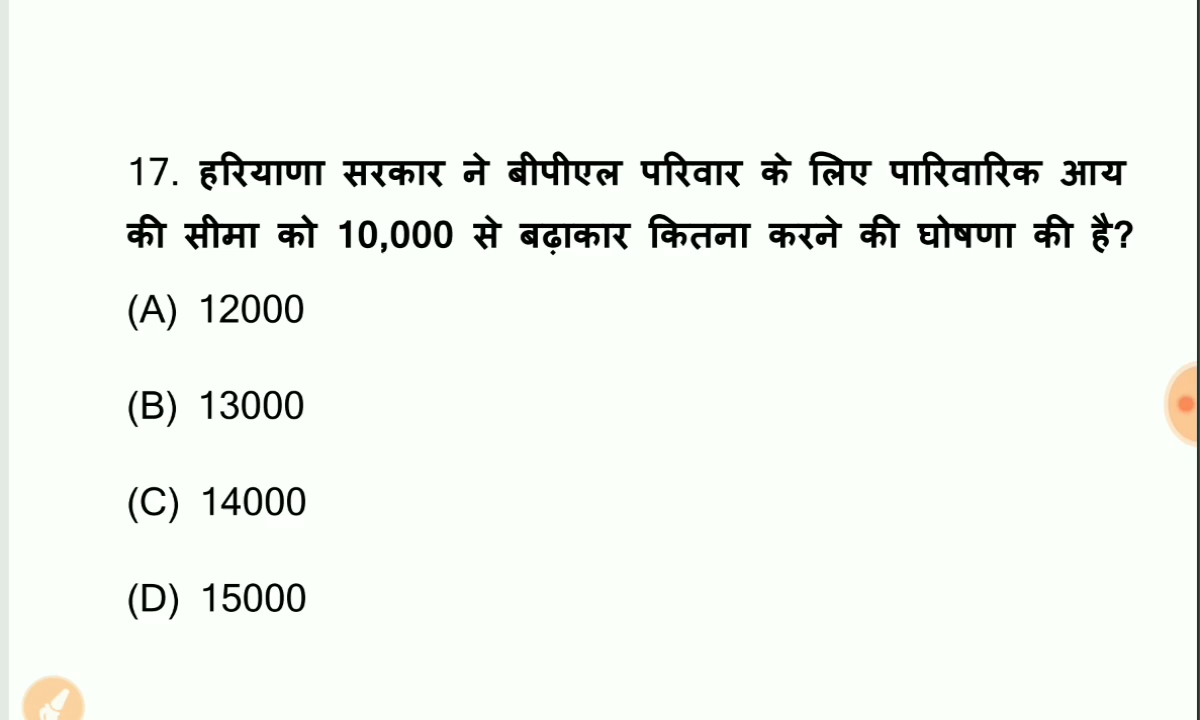 17. हरियाणा सरकार ने बीपीएल परिवार के लिए पारिवारिक आय
की सीमा को 10,000 से बढ़ाकार कितना करने की घोषणा की है?
(A) 12000
(B) 13000
(C) 14000
(D) 15000